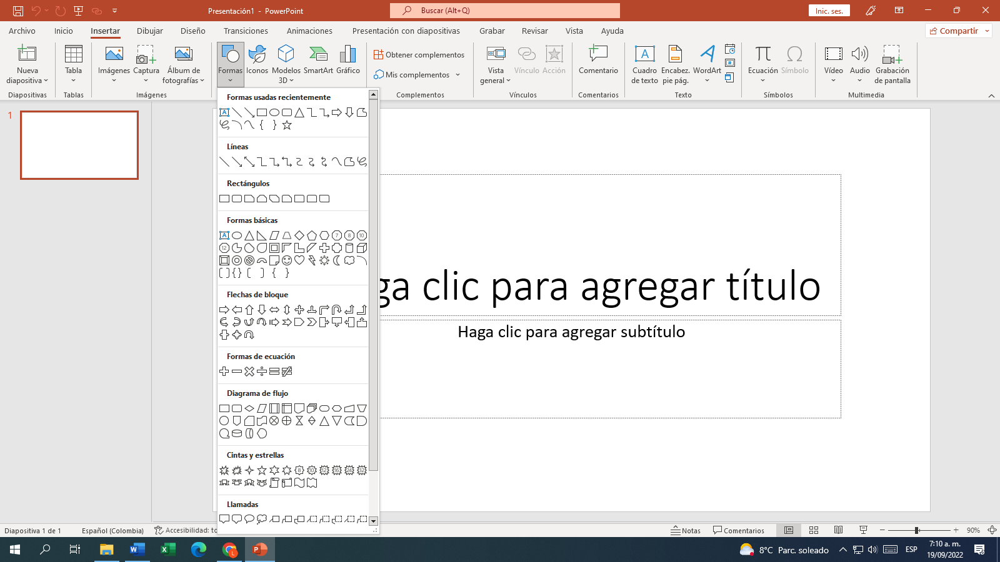 Presentación1 - PowerPoint
Buscar (Alt+Q)
Inic. ses.
Archivo
Inicio
Insertar
Dibujar
Diseño
Transiciones
Animaciones
Presentación con diapositivas
Grabar
Revisar
Vista
Ayuda
Compartir
Nueva
diapositiva
Diapositivas
Tabla
Tablas
Imágenes
Captura
Álbum de
fotografías
Imágenes
Formas
Iconos
Modelos
3D
SmartArt
Gráfico
Obtener complementos
Mis complementos
Complementos
Vista
general
Vínculo
Acción
Vínculos
Comentario
Comentarios
Cuadro
de texto
Encabez.
pie pág.
WordArt
Texto
Ecuación
Símbolo
Símbolos
Vídeo
Audio
Grabación
de pantalla
Multimedia
1
Formas usadas recientemente
Líneas
Rectángulos
Formas básicas
Flechas de bloque
Formas de ecuación
Diagrama de flujo
Cintas y estrellas
Llamadas
ga clic para agregar título
Haga clic para agregar subtítulo
Diapositiva 1 de 1
Español (Colombia)
Accesibilidad: to
Notas
Comentarios
90%
8°C Parc. soleado
ESP
7:10 a. m.
19/09/2022